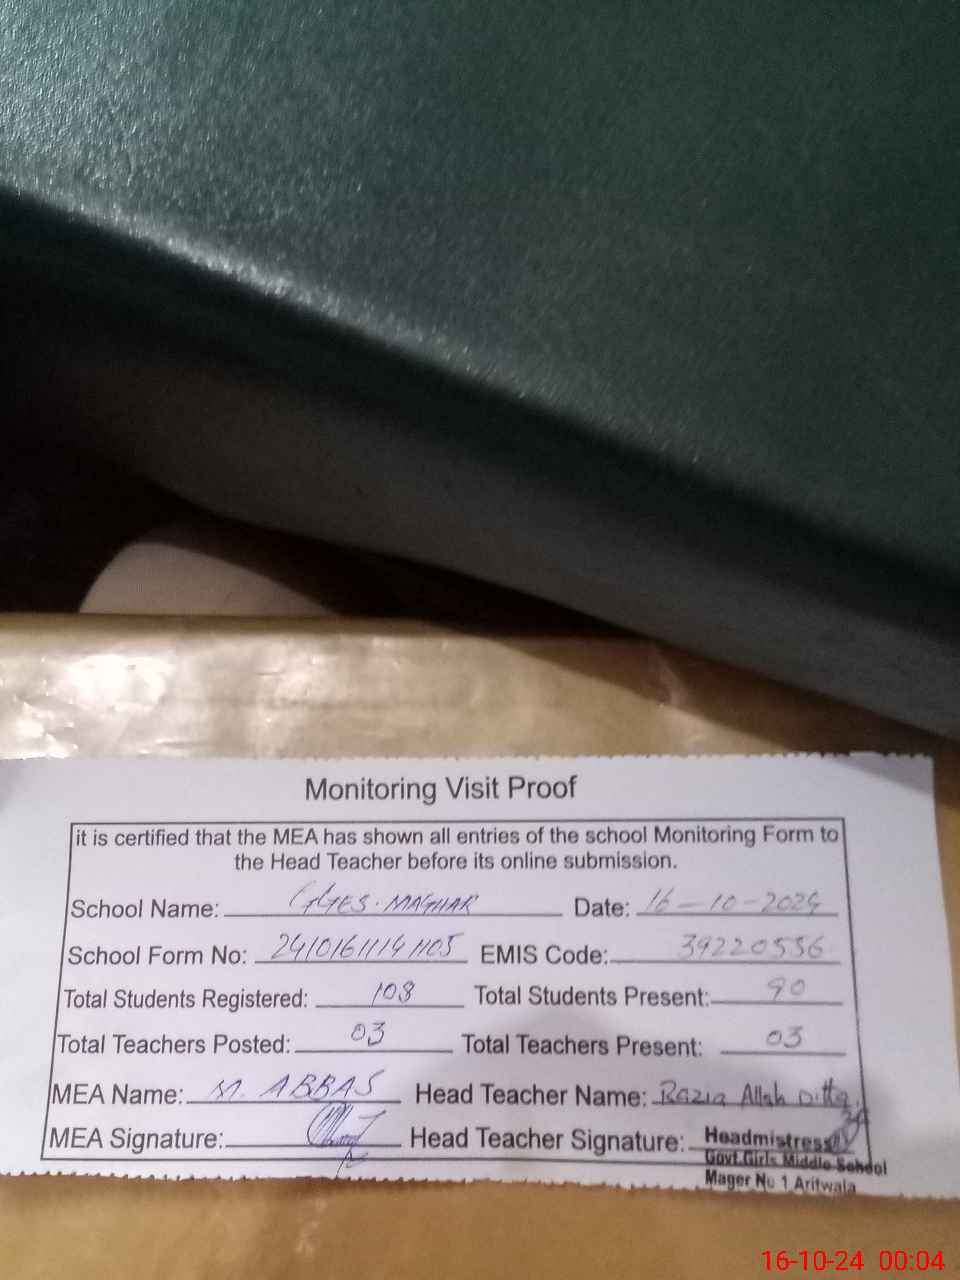 Monitoring Visit Proof
it is certified that the MEA has shown all entries of the school Monitoring Form to
the Head Teacher before its online submission.
School Name: GGES. MAGHAR Date: 16-10-2024
School Form No: 24101611141105 EMIS Code: 39220536
Total Students Registered: 108 Total Students Present: 90
Total Teachers Posted: 03 Total Teachers Present: 03
MEA Name: M. ABBAS Head Teacher Name: Razia Allah Ditta
MEA Signature: Head Teacher Signature: Headmistress
Govt.Girls Middle School
Mager No 1 Arifwala
16-10-24 00:04